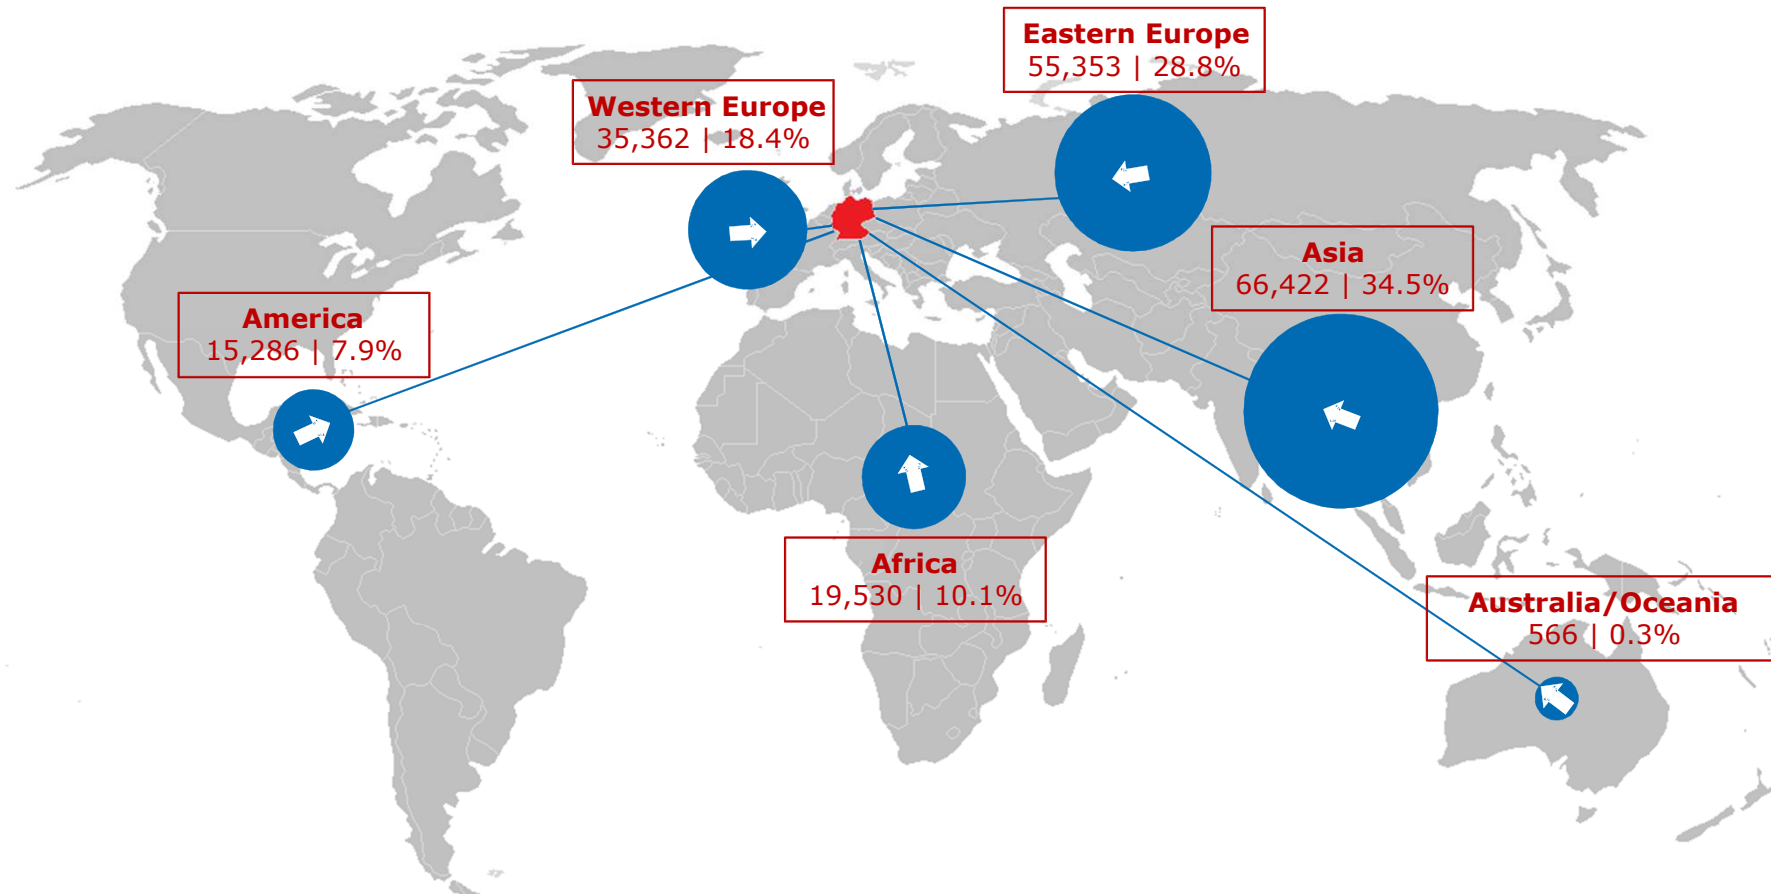 Eastern Europe
55,353 | 28.8%
Western Europe
35,362 | 18.4%
Asia
66,422 | 34.5%
America
15,286 | 7.9%
Africa
19,530 | 10.1%
Australia/Oceania
566 | 0.3%